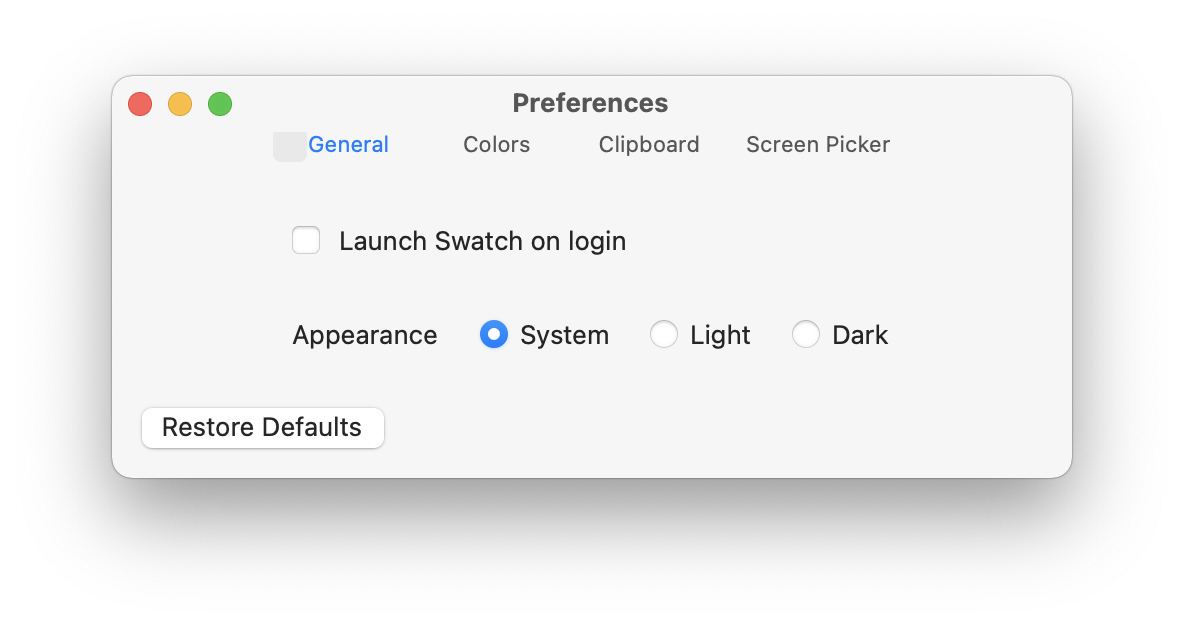 Preferences
General Colors Clipboard Screen Picker
Launch Swatch on login
Appearance System Light Dark
Restore Defaults